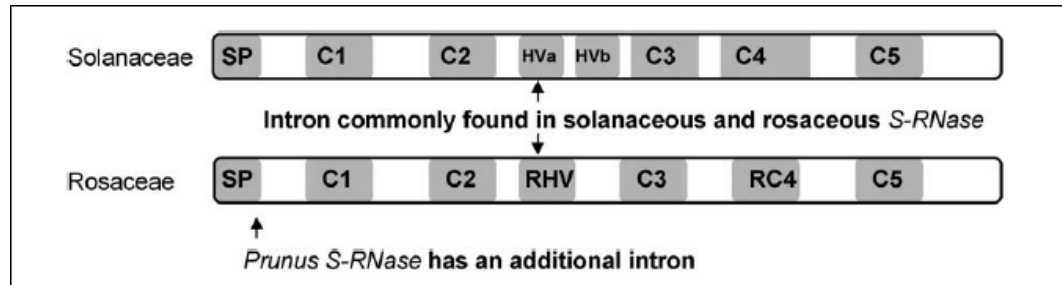 Solanaceae SP C1 C2 HVa HVb C3 C4 C5
Intron commonly found in solanaceous and rosaceous S-RNase
Rosaceae SP C1 C2 RHV C3 RC4 C5
Prunus S-RNase has an additional intron